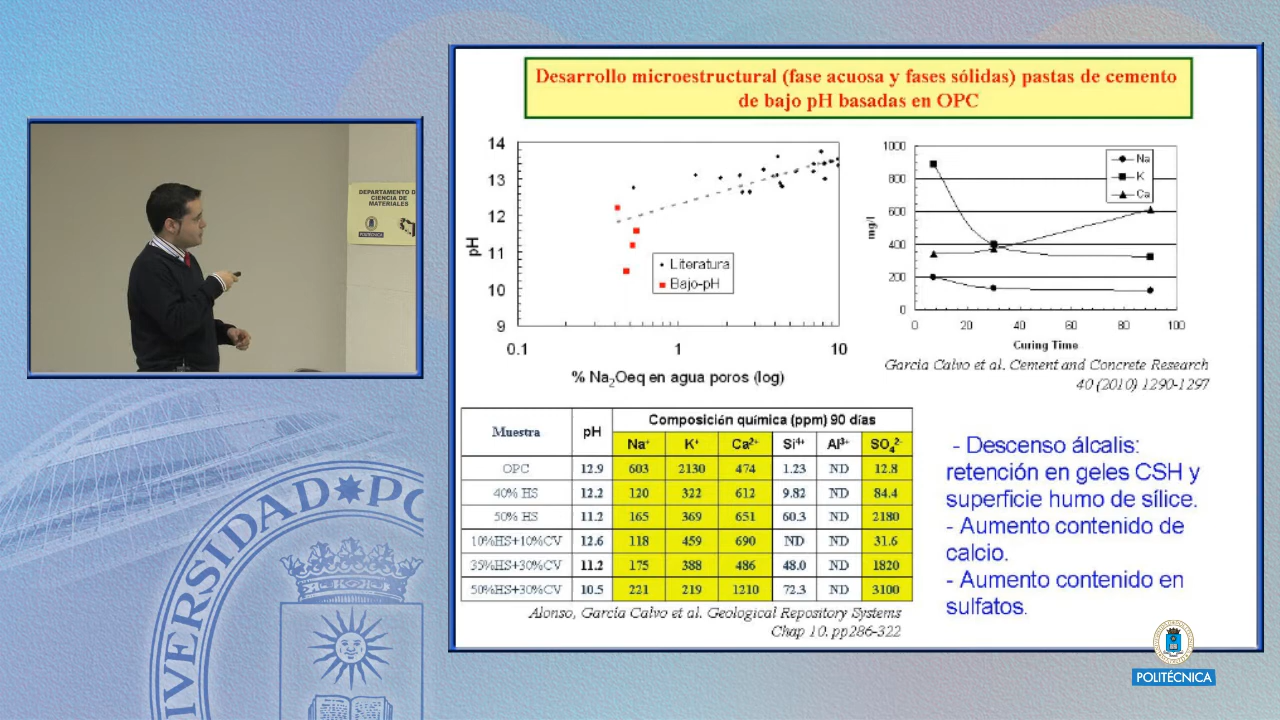 Desarrollo microestructural (fase acuosa y fases sólidas) pastas de cemento
de bajo pH basadas en OPC
DEPARTAMENTO D
CIENCIA DE
MATERIALES
POLITÉCNICA
14
13
12
11
10
9
pH
0.1
1
10
% Na₂Oeq en agua poros (log)
Literatura
Bajo-pH
1000
800
600
400
200
0
mg/l
0
20
40
60
80
100
Curing Time
Na
K
Ca
García Calvo et al. Cement and Concrete Research
40 (2010) 1290-1297
Muestra pH Composición química (ppm) 90 días
Na⁺ K⁺ Ca²⁺ Si⁴⁺ Al³⁺ SO₄²⁻
OPC 12.9 603 2130 474 1.23 ND 12.8
40% HS 12.2 120 322 612 9.82 ND 84.4
50% HS 11.2 165 369 651 60.3 ND 2180
10%HS+10%CV 12.6 118 459 690 ND ND 31.6
35%HS+30%CV 11.2 175 388 486 48.0 ND 1820
50%HS+30%CV 10.5 221 219 1210 72.3 ND 3100
Alonso, García Calvo et al. Geological Repository Systems
Chap 10. pp286-322
- Descenso álcalis:
retención en geles CSH y
superficie humo de sílice.
- Aumento contenido de
calcio.
- Aumento contenido en
sulfatos.
IVERSIDAD PO
POLITÉCNICA